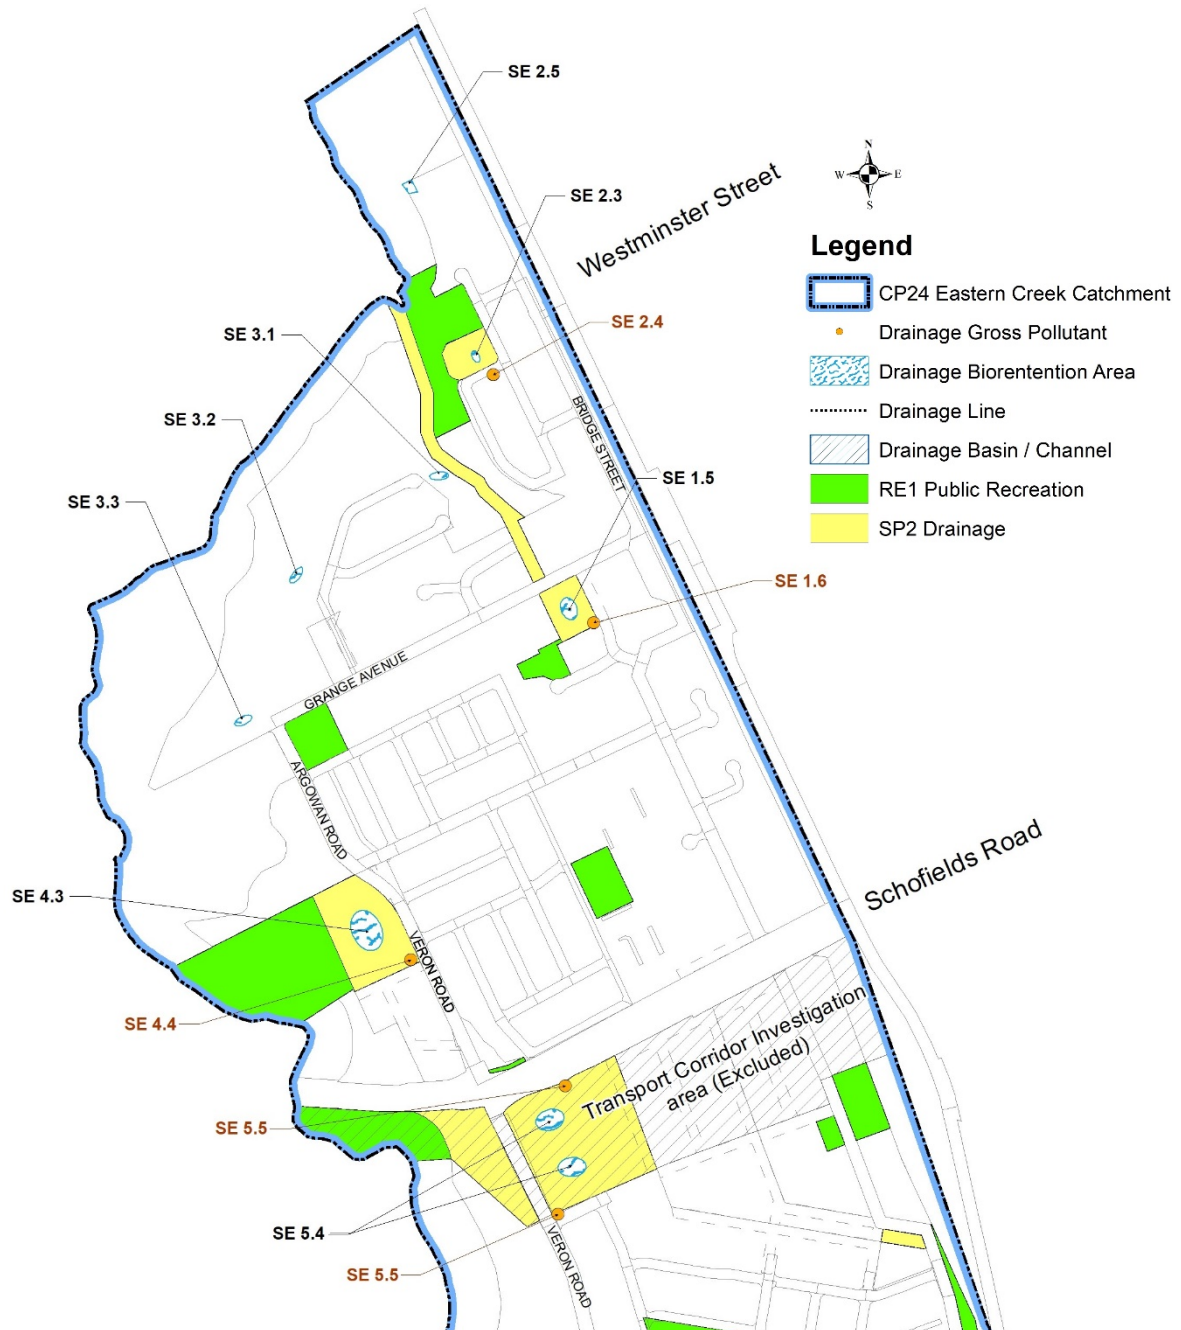 SE 2.5
N
W
E
S
SE 2.3
Westminster Street
Legend
CP24 Eastern Creek Catchment
SE 2.4
Drainage Gross Pollutant
SE 3.1
Drainage Biorentention Area
Drainage Line
SE 3.2
BRIDGE STREET
Drainage Basin / Channel
SE 1.5
RE1 Public Recreation
SE 3.3
SP2 Drainage
SE 1.6
GRANGE AVENUE
ARGOWAN ROAD
Schofields Road
SE 4.3
VERON ROAD
SE 4.4
Transport Corridor Investigation
area (Excluded)
SE 5.5
SE 5.4
VERON ROAD
SE 5.5